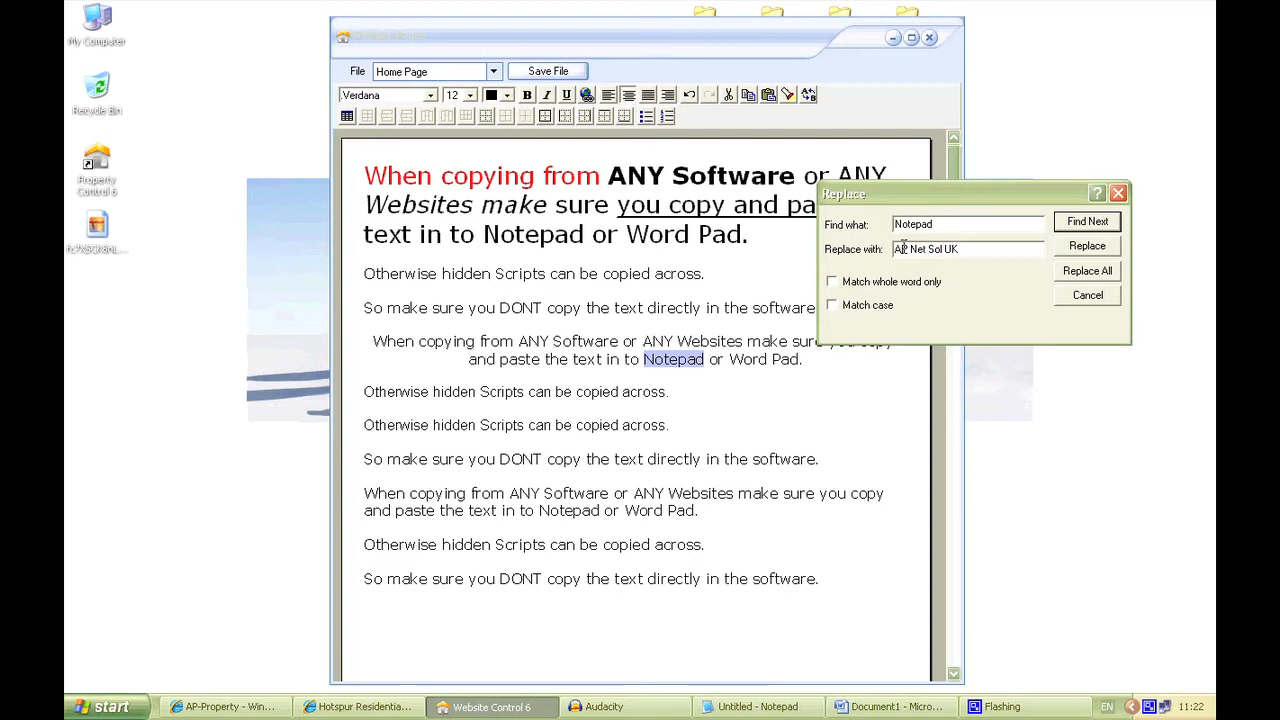 My Computer
Recycle Bin
Property
Control 6
File
Home Page
Save File
Verdana
12
B
I
U
When copying from ANY Software or ANY
Websites make sure you copy and pa
text in to Notepad or Word Pad.
Otherwise hidden Scripts can be copied across.
So make sure you DONT copy the text directly in the software
When copying from ANY Software or ANY Websites make sure you copy
and paste the text in to Notepad or Word Pad.
Otherwise hidden Scripts can be copied across.
Otherwise hidden Scripts can be copied across.
So make sure you DONT copy the text directly in the software.
When copying from ANY Software or ANY Websites make sure you copy
and paste the text in to Notepad or Word Pad.
Otherwise hidden Scripts can be copied across.
So make sure you DONT copy the text directly in the software.
Replace
Find what:
Notepad
Find Next
Replace with:
AP Net Sol UK
Replace
Match whole word only
Replace All
Match case
Cancel
start
AP-Property - Win...
Hotspur Residentia...
Website Control 6
Audacity
Untitled - Notepad
Document1 - Micro...
Flashing
EN
11:22